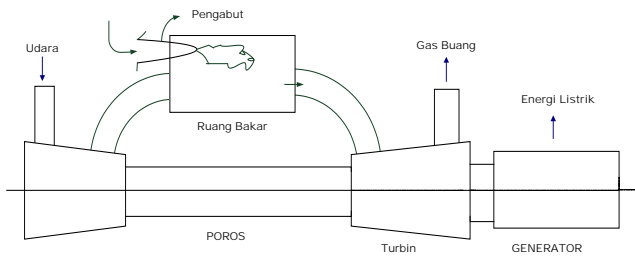 Pengabut
Udara
Gas Buang
Energi Listrik
Ruang Bakar
POROS
Turbin
GENERATOR